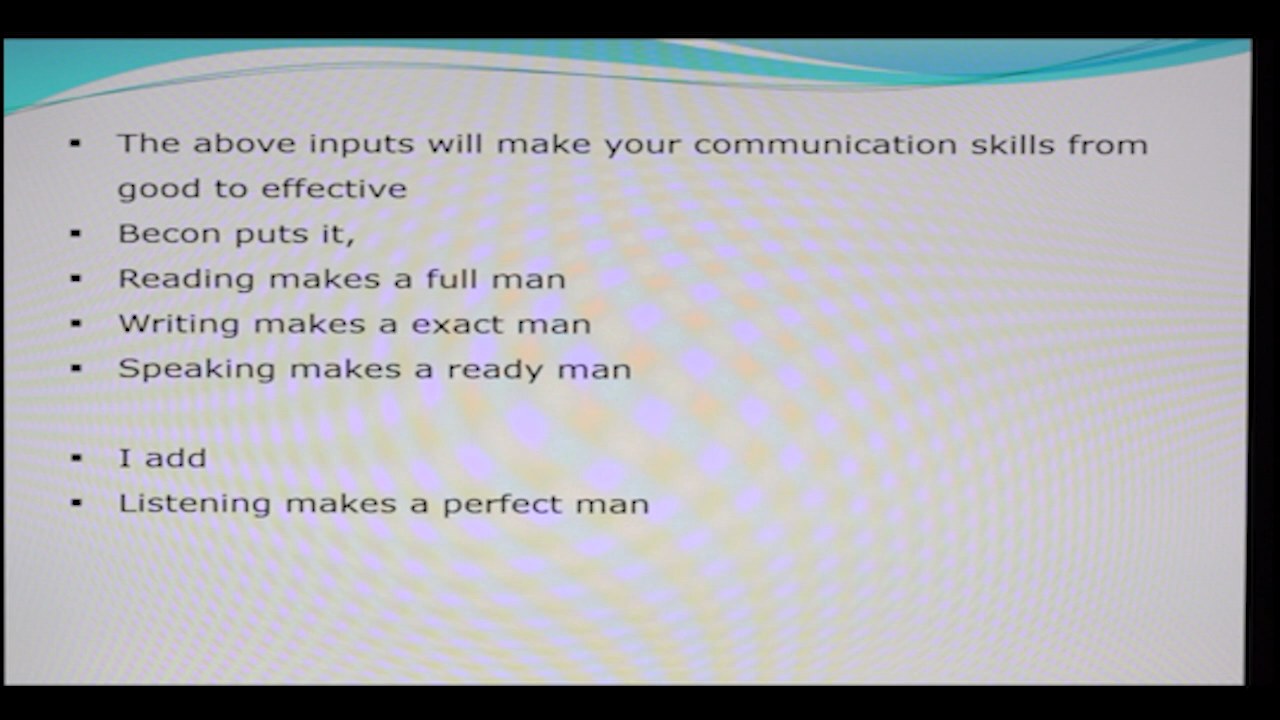 ▪ The above inputs will make your communication skills from
good to effective
▪ Becon puts it,
▪ Reading makes a full man
▪ Writing makes a exact man
▪ Speaking makes a ready man
▪ I add
▪ Listening makes a perfect man